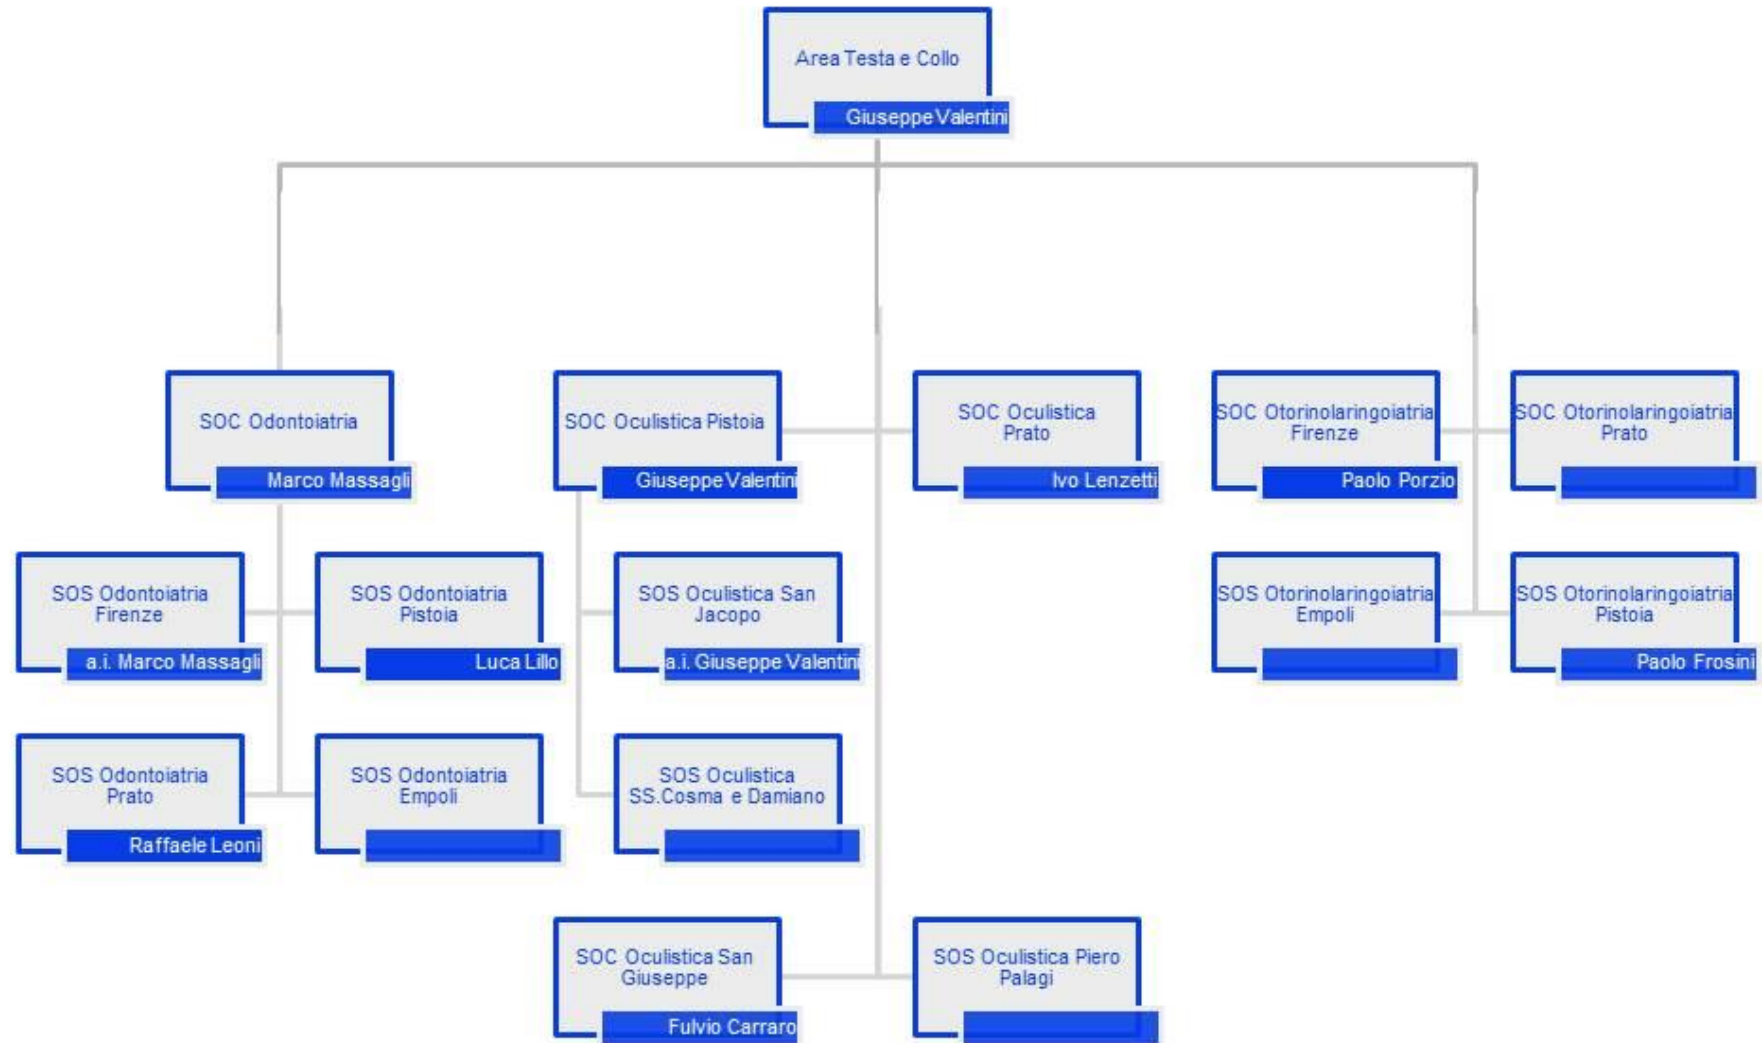 Area Testa e Collo
Giuseppe Valentini
SOC Odontoiatria
Marco Massagli
SOC Oculistica Pistoia
Giuseppe Valentini
SOC Oculistica
Prato
Ivo Lenzetti
SOC Otorinolaringoiatria
Firenze
Paolo Porzio
SOC Otorinolaringoiatria
Prato
SOS Odontoiatria
Firenze
a.i. Marco Massagli
SOS Odontoiatria
Pistoia
Luca Lillo
SOS Oculistica San
Jacopo
a.i. Giuseppe Valentini
SOS Otorinolaringoiatria
Empoli
SOS Otorinolaringoiatria
Pistoia
Paolo Frosini
SOS Odontoiatria
Prato
Raffaele Leoni
SOS Odontoiatria
Empoli
SOS Oculistica
SS.Cosma e Damiano
SOC Oculistica San
Giuseppe
Fulvio Carraro
SOS Oculistica Piero
Palagi